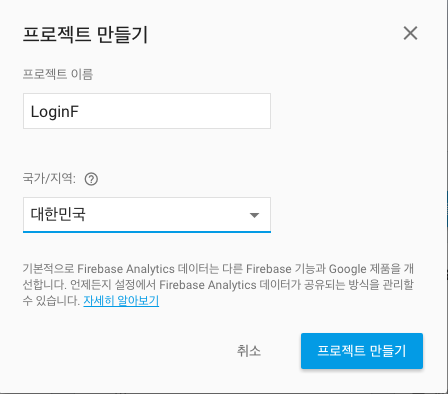 프로젝트 만들기
프로젝트 이름
LoginF
국가/지역:
대한민국
기본적으로 Firebase Analytics 데이터는 다른 Firebase 기능과 Google 제품을 개
선합니다. 언제든지 설정에서 Firebase Analytics 데이터가 공유되는 방식을 관리할
수 있습니다. 자세히 알아보기
취소
프로젝트 만들기